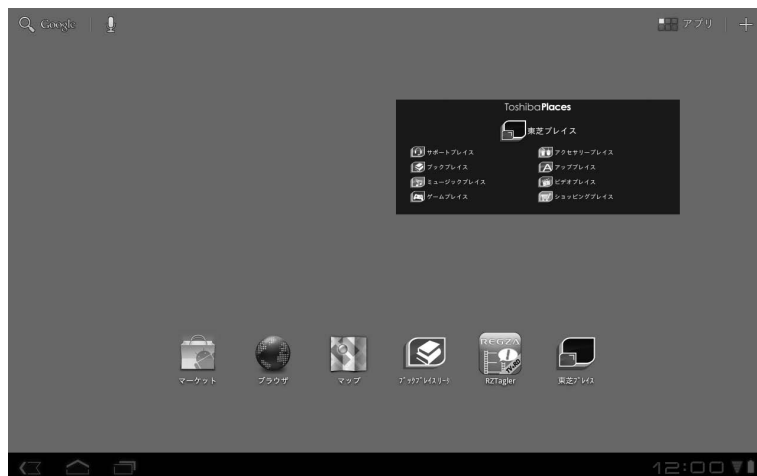 Google
アプリ
ToshibaPlaces
東芝プレイス
サポートプレイス
アクセサリープレイス
ブックプレイス
アッププレイス
ミュージックプレイス
ビデオプレイス
ゲームプレイス
ショッピングプレイス
REGZA
マーケット
ブラウザ
マップ
ブックプレイスリーダ
RZTagler
東芝プレイス
12:00